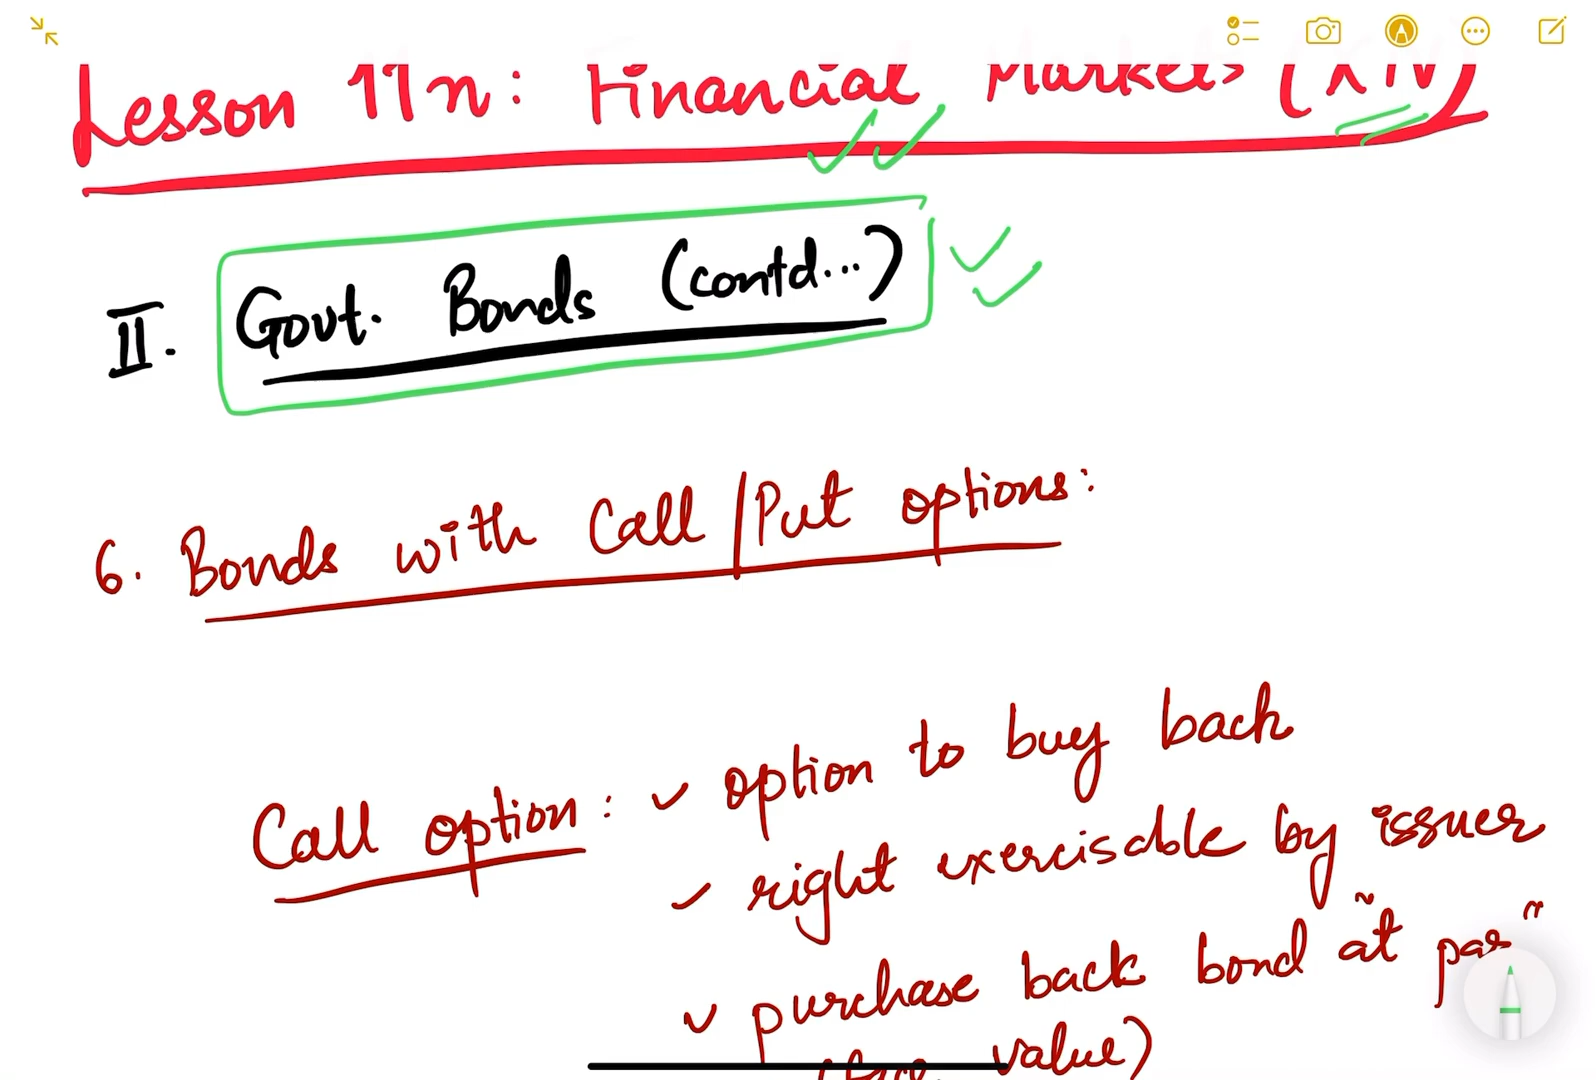 Lesson 11n: Financial Markets (XIV)
II. Govt. Bonds (contd...)
6. Bonds with Call/Put options:
Call option: ✓ option to buy back
✓ right exercisable by issuer
✓ purchase back bond "at par"
(face value)